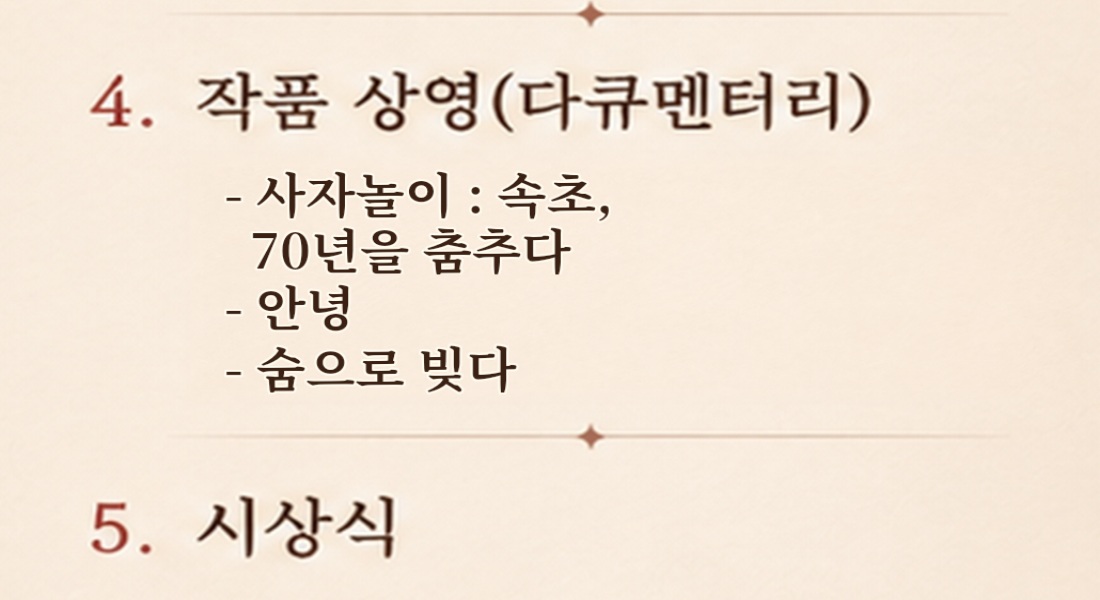 4. 작품 상영(다큐멘터리)
- 사자놀이 : 속초,
70년을 춤추다
- 안녕
- 숨으로 빚다
5. 시상식